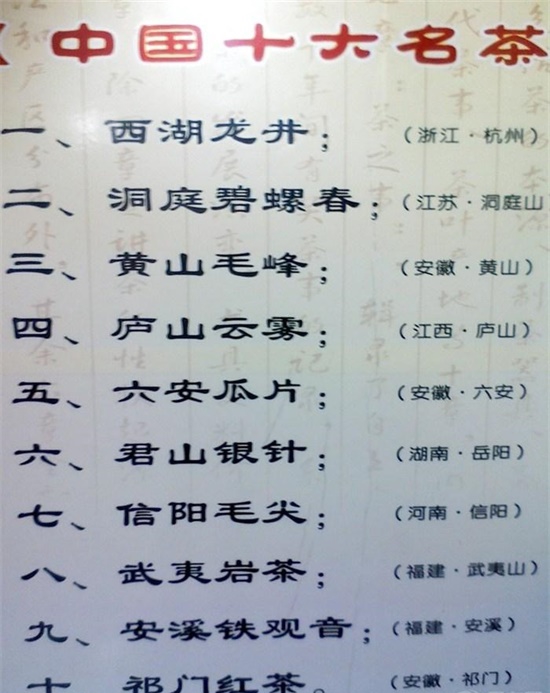 中国十大名茶
一、西湖龙井；（浙江·杭州）
二、洞庭碧螺春；（江苏·洞庭山
三、黄山毛峰；（安徽·黄山）
四、庐山云雾；（江西·庐山）
五、六安瓜片；（安徽·六安）
六、君山银针；（湖南·岳阳）
七、信阳毛尖；（河南·信阳）
八、武夷岩茶；（福建·武夷山）
九、安溪铁观音；（福建·安溪）
十、祁门红茶。（安徽·祁门）